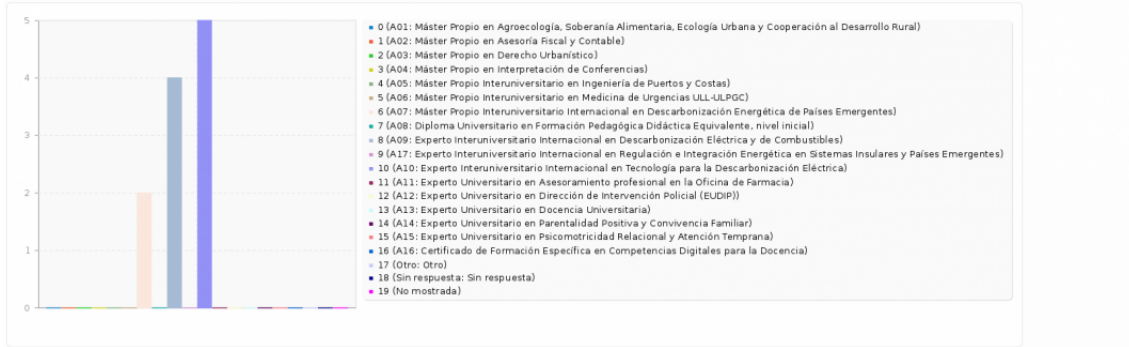 5
4
3
2
1
0
0 (A01: Máster Propio en Agroecología, Soberanía Alimentaria, Ecología Urbana y Cooperación al Desarrollo Rural)
1 (A02: Máster Propio en Asesoría Fiscal y Contable)
2 (A03: Máster Propio en Derecho Urbanístico)
3 (A04: Máster Propio en Interpretación de Conferencias)
4 (A05: Máster Propio Interuniversitario en Ingeniería de Puertos y Costas)
5 (A06: Máster Propio Interuniversitario en Medicina de Urgencias ULL-ULPGC)
6 (A07: Máster Propio Interuniversitario Internacional en Descarbonización Energética de Países Emergentes)
7 (A08: Diploma Universitario en Formación Pedagógica Didáctica Equivalente, nivel inicial)
8 (A09: Experto Interuniversitario Internacional en Descarbonización Eléctrica y de Combustibles)
9 (A17: Experto Interuniversitario Internacional en Regulación e Integración Energética en Sistemas Insulares y Países Emergentes)
10 (A10: Experto Interuniversitario Internacional en Tecnología para la Descarbonización Eléctrica)
11 (A11: Experto Universitario en Asesoramiento profesional en la Oficina de Farmacia)
12 (A12: Experto Universitario en Dirección de Intervención Policial (EUDIP))
13 (A13: Experto Universitario en Docencia Universitaria)
14 (A14: Experto Universitario en Parentalidad Positiva y Convivencia Familiar)
15 (A15: Experto Universitario en Psicomotricidad Relacional y Atención Temprana)
16 (A16: Certificado de Formación Específica en Competencias Digitales para la Docencia)
17 (Otro: Otro)
18 (Sin respuesta: Sin respuesta)
19 (No mostrada)